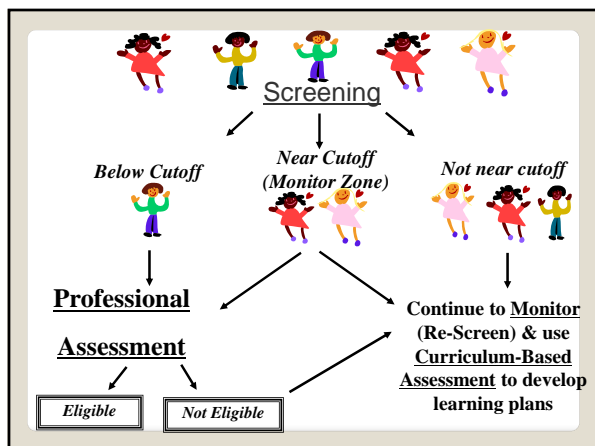 Screening
Below Cutoff
Near Cutoff
(Monitor Zone)
Not near cutoff
Professional
Assessment
Continue to Monitor
(Re-Screen) & use
Curriculum-Based
Assessment to develop
learning plans
Eligible
Not Eligible